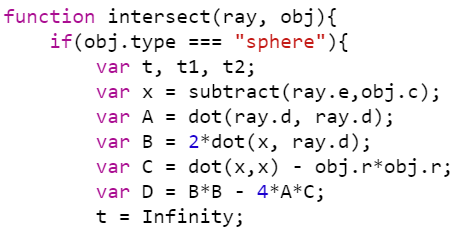 function intersect(ray, obj){
    if(obj.type === "sphere"){
        var t, t1, t2;
        var x = subtract(ray.e,obj.c);
        var A = dot(ray.d, ray.d);
        var B = 2*dot(x, ray.d);
        var C = dot(x,x) - obj.r*obj.r;
        var D = B*B - 4*A*C;
        t = Infinity;